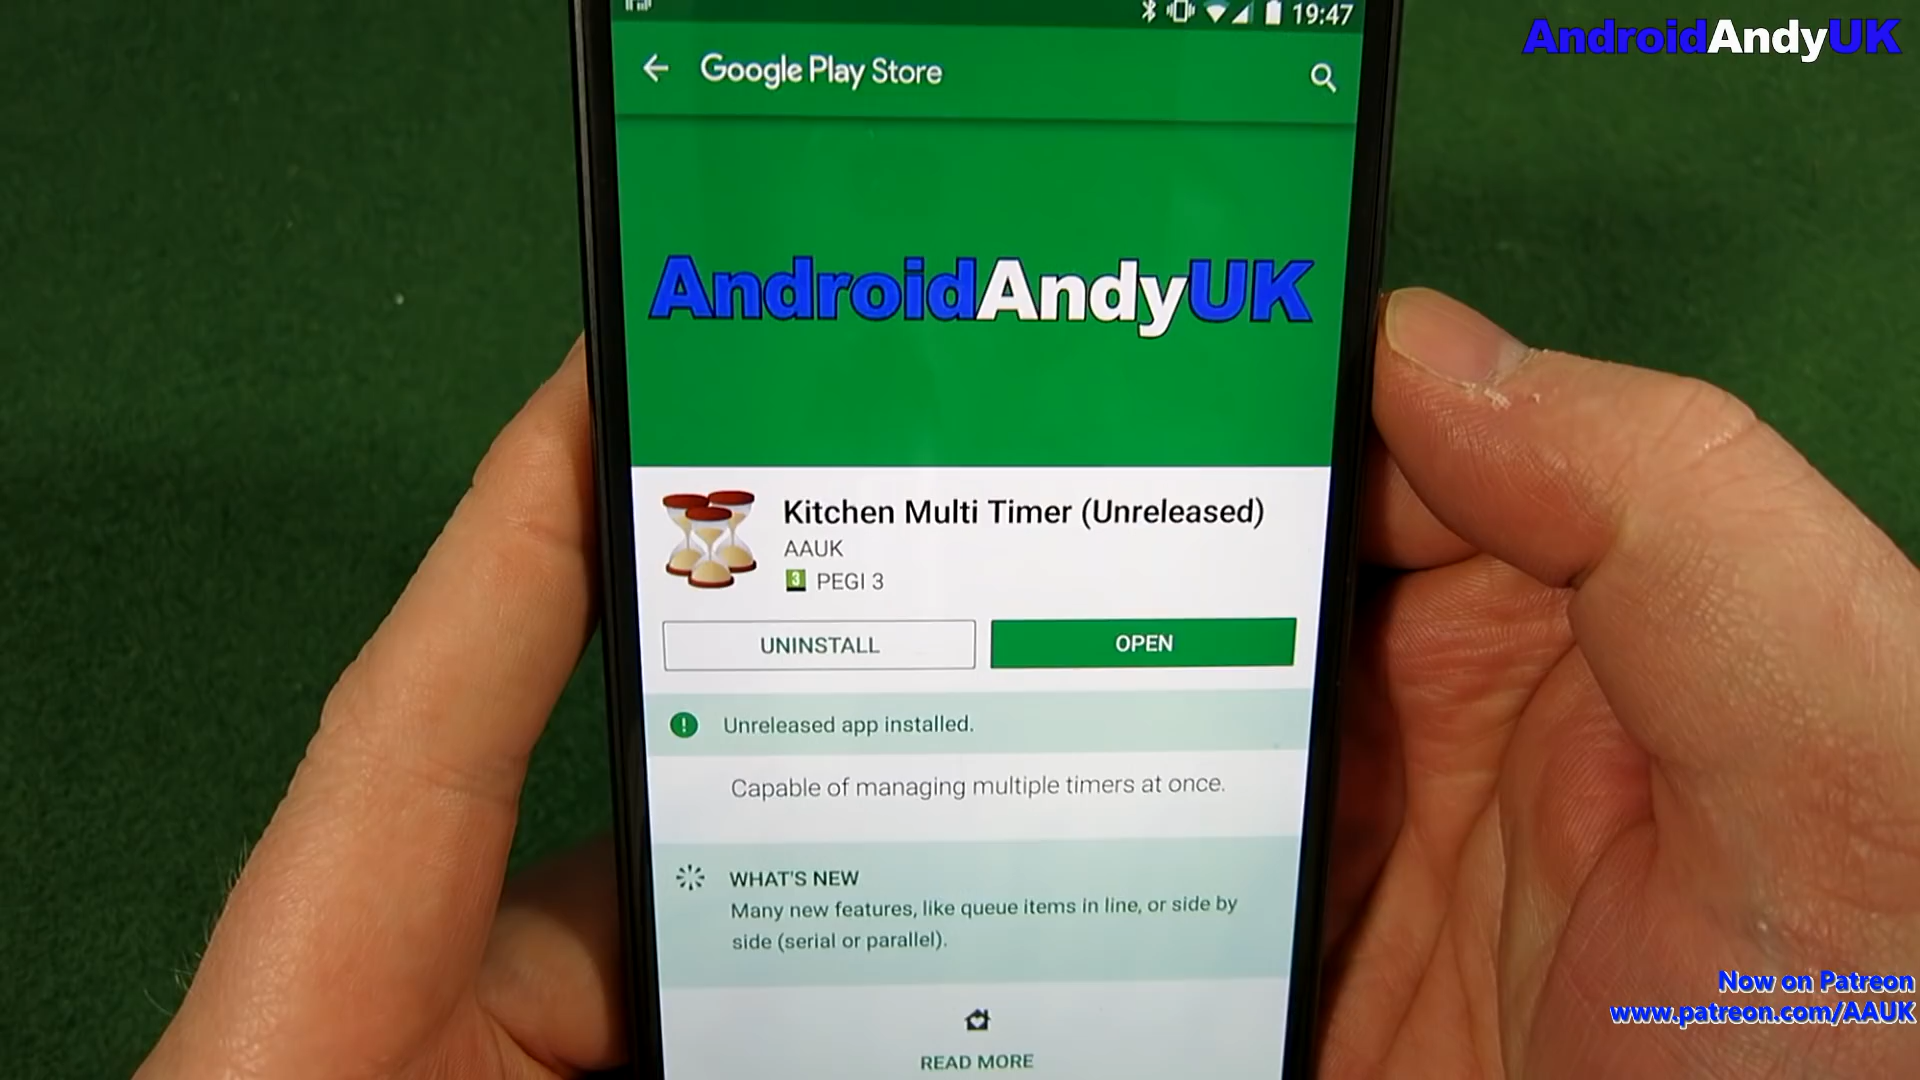 19:47
AndroidAndyUK
Google Play Store
AndroidAndyUK
Kitchen Multi Timer (Unreleased)
AAUK
3 PEGI 3
UNINSTALL
OPEN
Unreleased app installed.
Capable of managing multiple timers at once.
WHAT'S NEW
Many new features, like queue items in line, or side by
side (serial or parallel).
READ MORE
Now on Patreon
www.patreon.com/AAUK